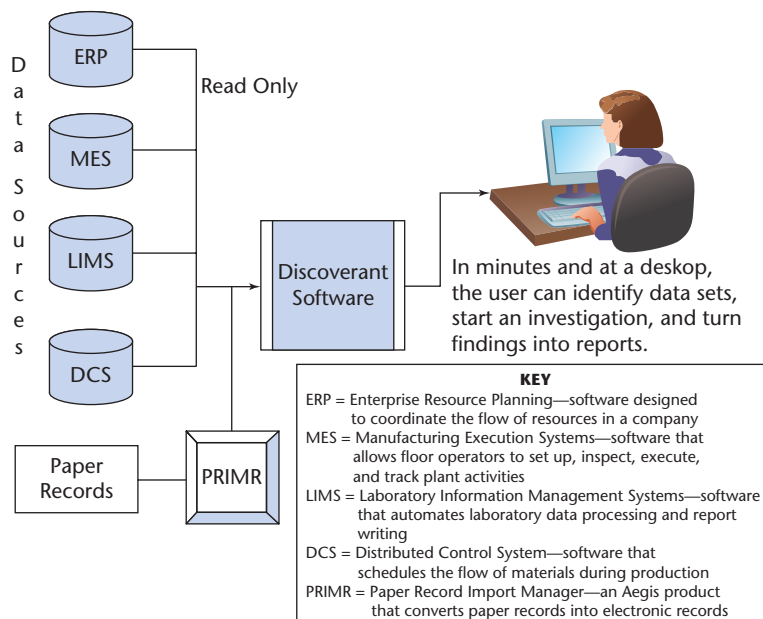 Data Sources
ERP
Read Only
MES
LIMS
Discoverant
Software
DCS
In minutes and at a deskop,
the user can identify data sets,
start an investigation, and turn
findings into reports.
Paper
Records
PRIMR
KEY
ERP = Enterprise Resource Planning—software designed
to coordinate the flow of resources in a company
MES = Manufacturing Execution Systems—software that
allows floor operators to set up, inspect, execute,
and track plant activities
LIMS = Laboratory Information Management Systems—software
that automates laboratory data processing and report
writing
DCS = Distributed Control System—software that
schedules the flow of materials during production
PRIMR = Paper Record Import Manager—an Aegis product
that converts paper records into electronic records